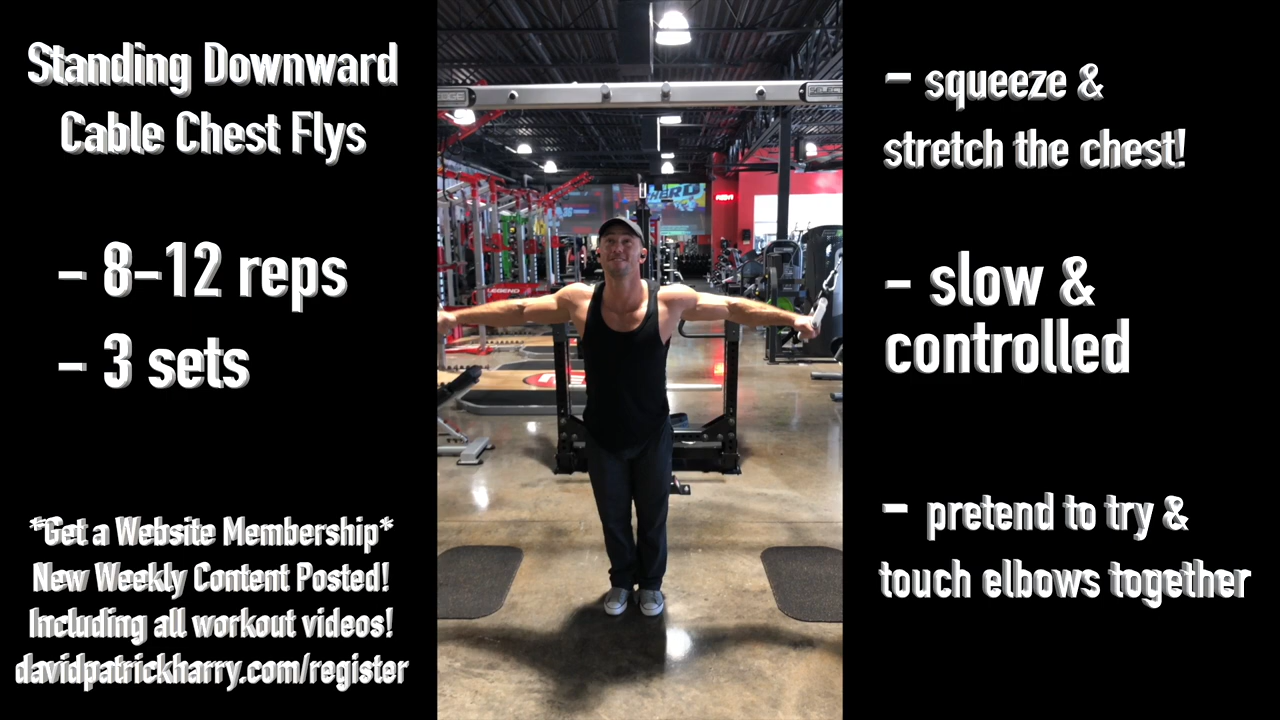 Standing Downward
Cable Chest Flys
- 8-12 reps
- 3 sets
*Get a Website Membership*
New Weekly Content Posted!
Including all workout videos!
davidpatrickharry.com/register
LEGEND
- squeeze &
stretch the chest!
- slow &
controlled
- pretend to try &
touch elbows together